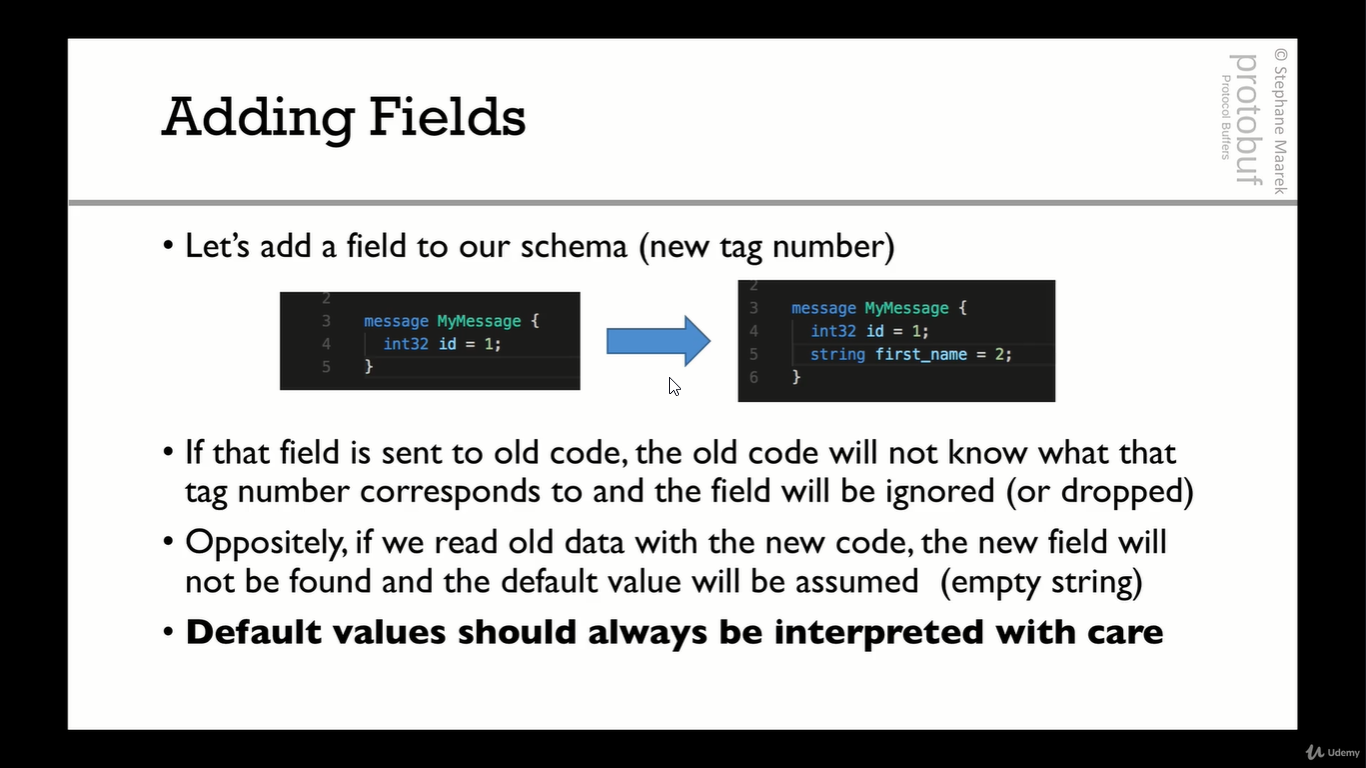 Adding Fields
© Stephane Maarek
protobuf
Protocol Buffers
• Let's add a field to our schema (new tag number)
2
3 message MyMessage {
4 int32 id = 1;
5 }
2
3 message MyMessage {
4 int32 id = 1;
5 string first_name = 2;
6 }
• If that field is sent to old code, the old code will not know what that
tag number corresponds to and the field will be ignored (or dropped)
• Oppositely, if we read old data with the new code, the new field will
not be found and the default value will be assumed (empty string)
• Default values should always be interpreted with care
Udemy